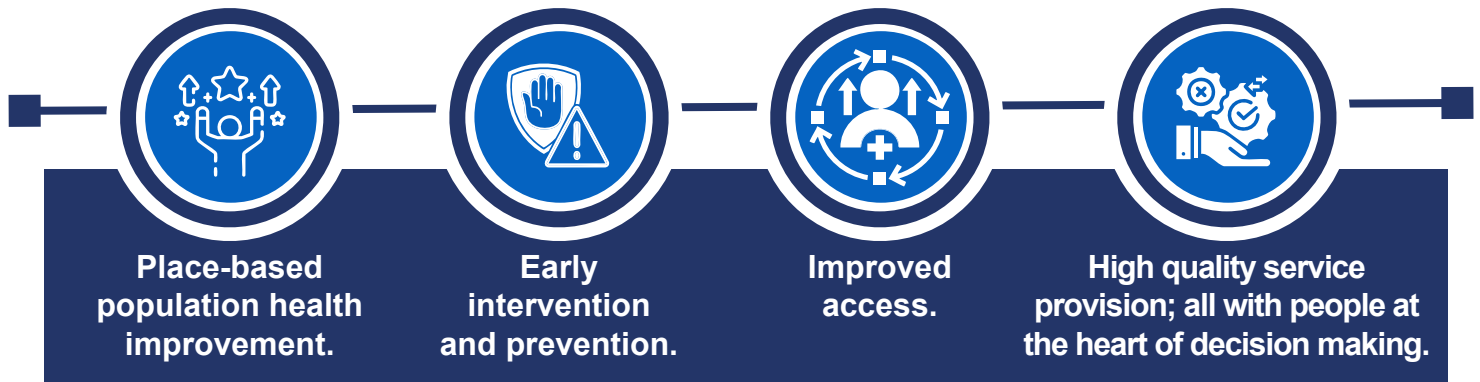 Place-based
population health
improvement.
Early
intervention
and prevention.
Improved
access.
High quality service
provision; all with people at
the heart of decision making.